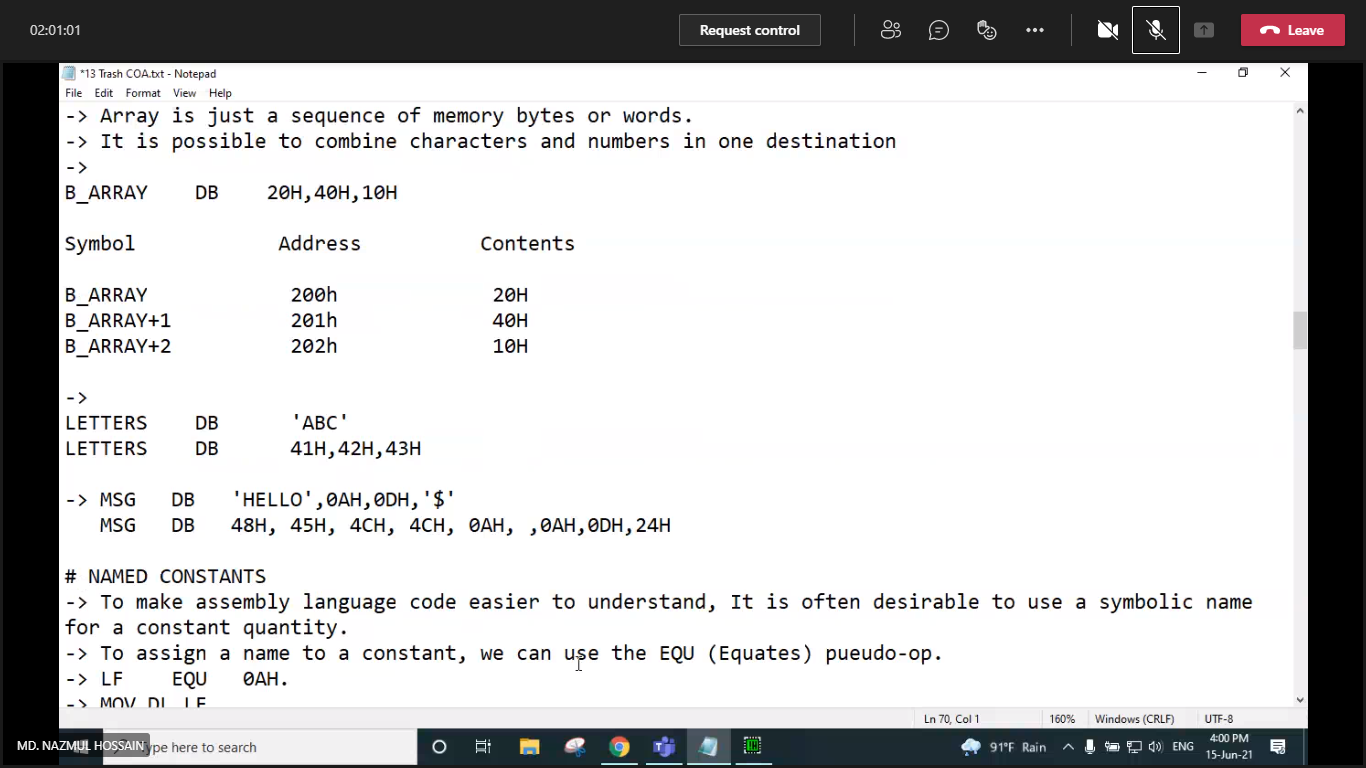 02:01:01
Request control
Leave
*13 Trash COA.txt - Notepad
File Edit Format View Help
-> Array is just a sequence of memory bytes or words.
-> It is possible to combine characters and numbers in one destination
->
B_ARRAY DB 20H,40H,10H
Symbol Address Contents
B_ARRAY 200h 20H
B_ARRAY+1 201h 40H
B_ARRAY+2 202h 10H
->
LETTERS DB 'ABC'
LETTERS DB 41H,42H,43H
-> MSG DB 'HELLO',0AH,0DH,'$'
MSG DB 48H, 45H, 4CH, 4CH, 0AH, ,0AH,0DH,24H
# NAMED CONSTANTS
-> To make assembly language code easier to understand, It is often desirable to use a symbolic name
for a constant quantity.
-> To assign a name to a constant, we can use the EQU (Equates) pueudo-op.
-> LF EQU 0AH.
-> MOV DL LF
Ln 70, Col 1 160% Windows (CRLF) UTF-8
MD. NAZMUL HOSSAIN
ype here to search
91°F Rain
ENG
4:00 PM
15-Jun-21